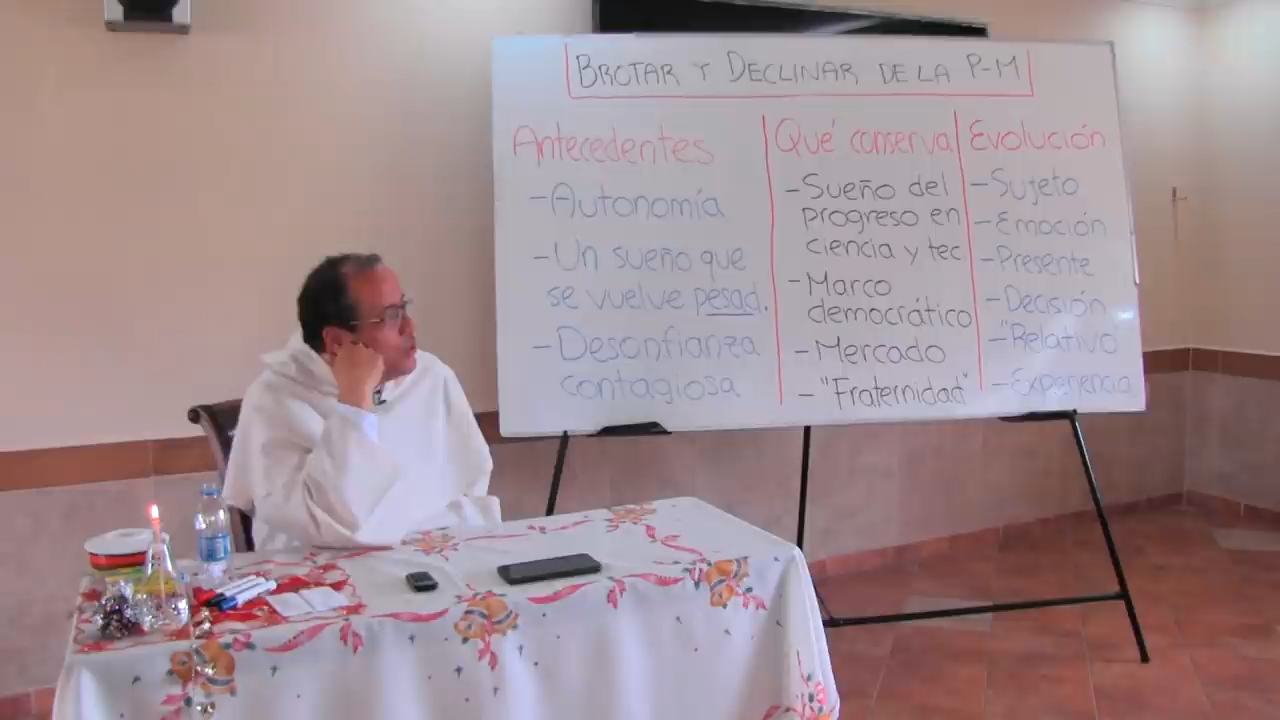 BROTAR Y DECLINAR DE LA P-M
Antecedentes
-Autonomía
-Un sueño que
se vuelve pesad.
-Desonfianza
contagiosa
Qué conserva
-Sueño del
progreso en
ciencia y tec
-Marco
democrático
-Mercado
-"Fraternidad"
Evolución
-Sujeto
-Emoción
-Presente
-Decisión
-"Relativo
-Experiencia